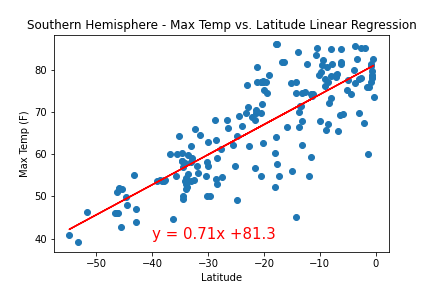 Southern Hemisphere - Max Temp vs. Latitude Linear Regression
Max Temp (F)
80
70
60
50
40
y = 0.71x +81.3
−50
−40
−30
−20
−10
0
Latitude